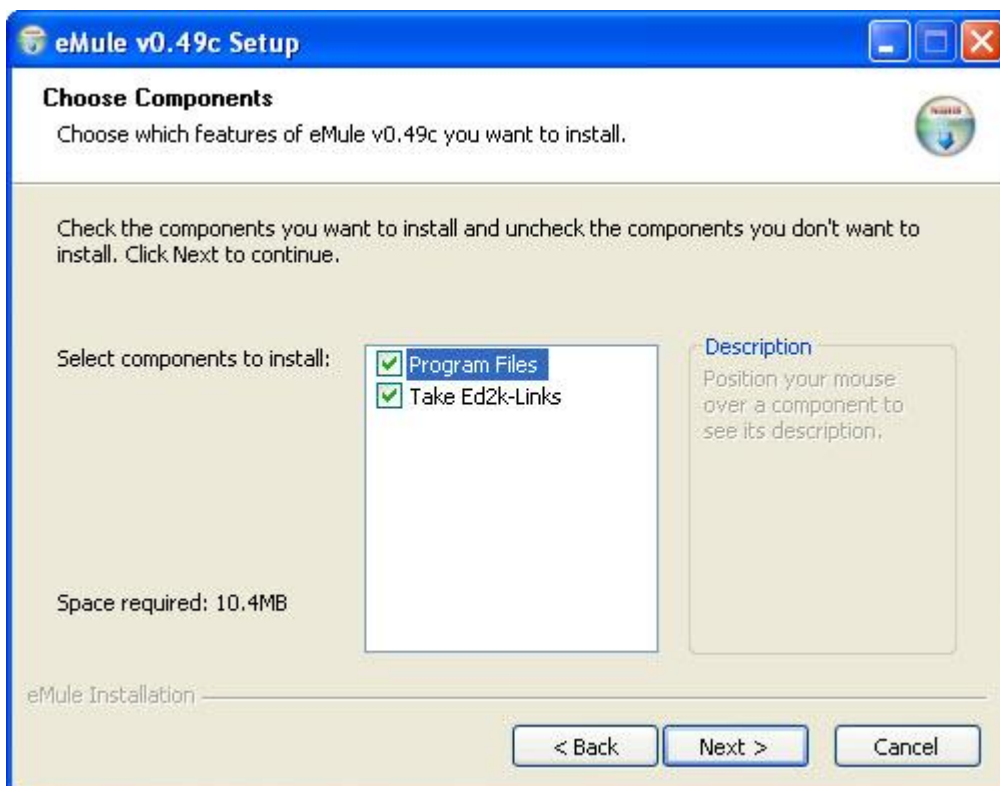 eMule v0.49c Setup
Choose Components
Choose which features of eMule v0.49c you want to install.
Check the components you want to install and uncheck the components you don't want to
install. Click Next to continue.
Select components to install:
Program Files
Take Ed2k-Links
Description
Position your mouse
over a component to
see its description.
Space required: 10.4MB
eMule Installation
< Back
Next >
Cancel